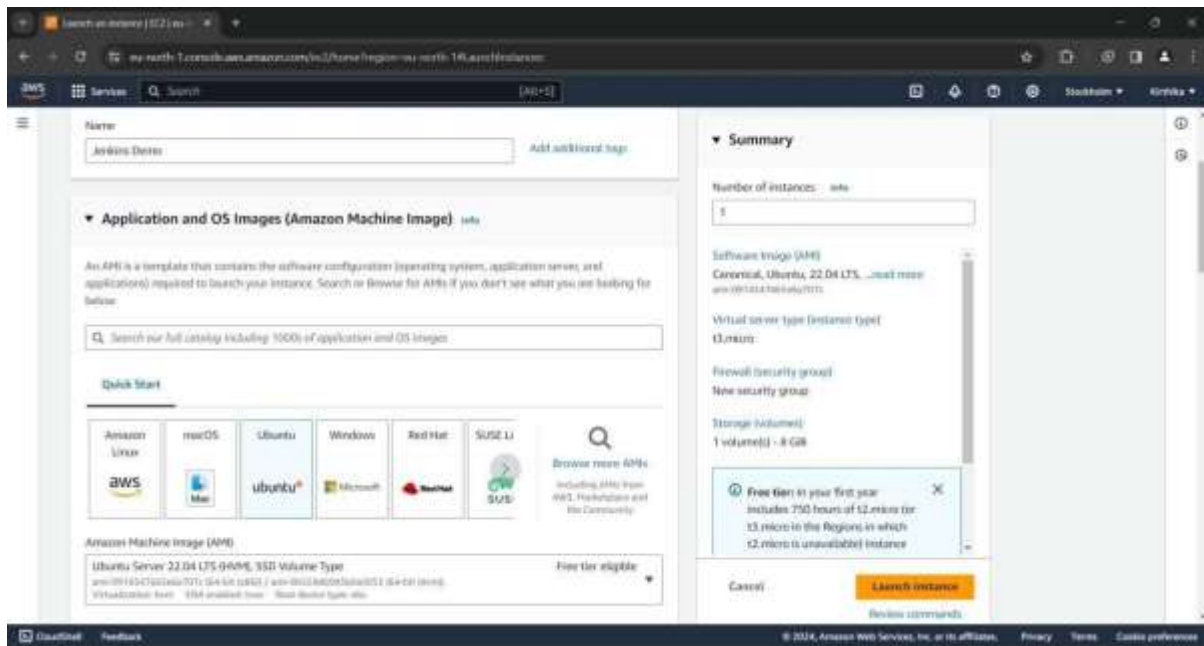 Launch an instance | EC2 | eu-
eu-north-1.console.aws.amazon.com/ec2/home?region=eu-north-1#LaunchInstances:
aws
Services
Search
[Alt+S]
Stockholm
Kirthika
Name
Jenkins Demo
Add additional tags
Application and OS Images (Amazon Machine Image) Info
An AMI is a template that contains the software configuration (operating system, application server, and
applications) required to launch your instance. Search or Browse for AMIs if you don't see what you are looking for
below
Search our full catalog including 1000s of application and OS images
Quick Start
Amazon
Linux
aws
macOS
Mac
Ubuntu
ubuntu
Windows
Microsoft
Red Hat
Red Hat
SUSE Li
SUS
Browse more AMIs
Including AMIs from
AWS, Marketplace and
the Community
Amazon Machine Image (AMI)
Ubuntu Server 22.04 LTS (HVM), SSD Volume Type
Free tier eligible
Virtualization: hvm ENA enabled: true Root device type: ebs
Summary
Number of instances Info
1
Software Image (AMI)
Canonical, Ubuntu, 22.04 LTS, ...read more
Virtual server type (instance type)
t3.micro
Firewall (security group)
New security group
Storage (volumes)
1 volume(s) - 8 GiB
Free tier: In your first year
includes 750 hours of t2.micro (or
t3.micro in the Regions in which
t2.micro is unavailable) instance
Cancel
Launch instance
Review commands
CloudShell
Feedback
© 2024, Amazon Web Services, Inc. or its affiliates.
Privacy
Terms
Cookie preferences